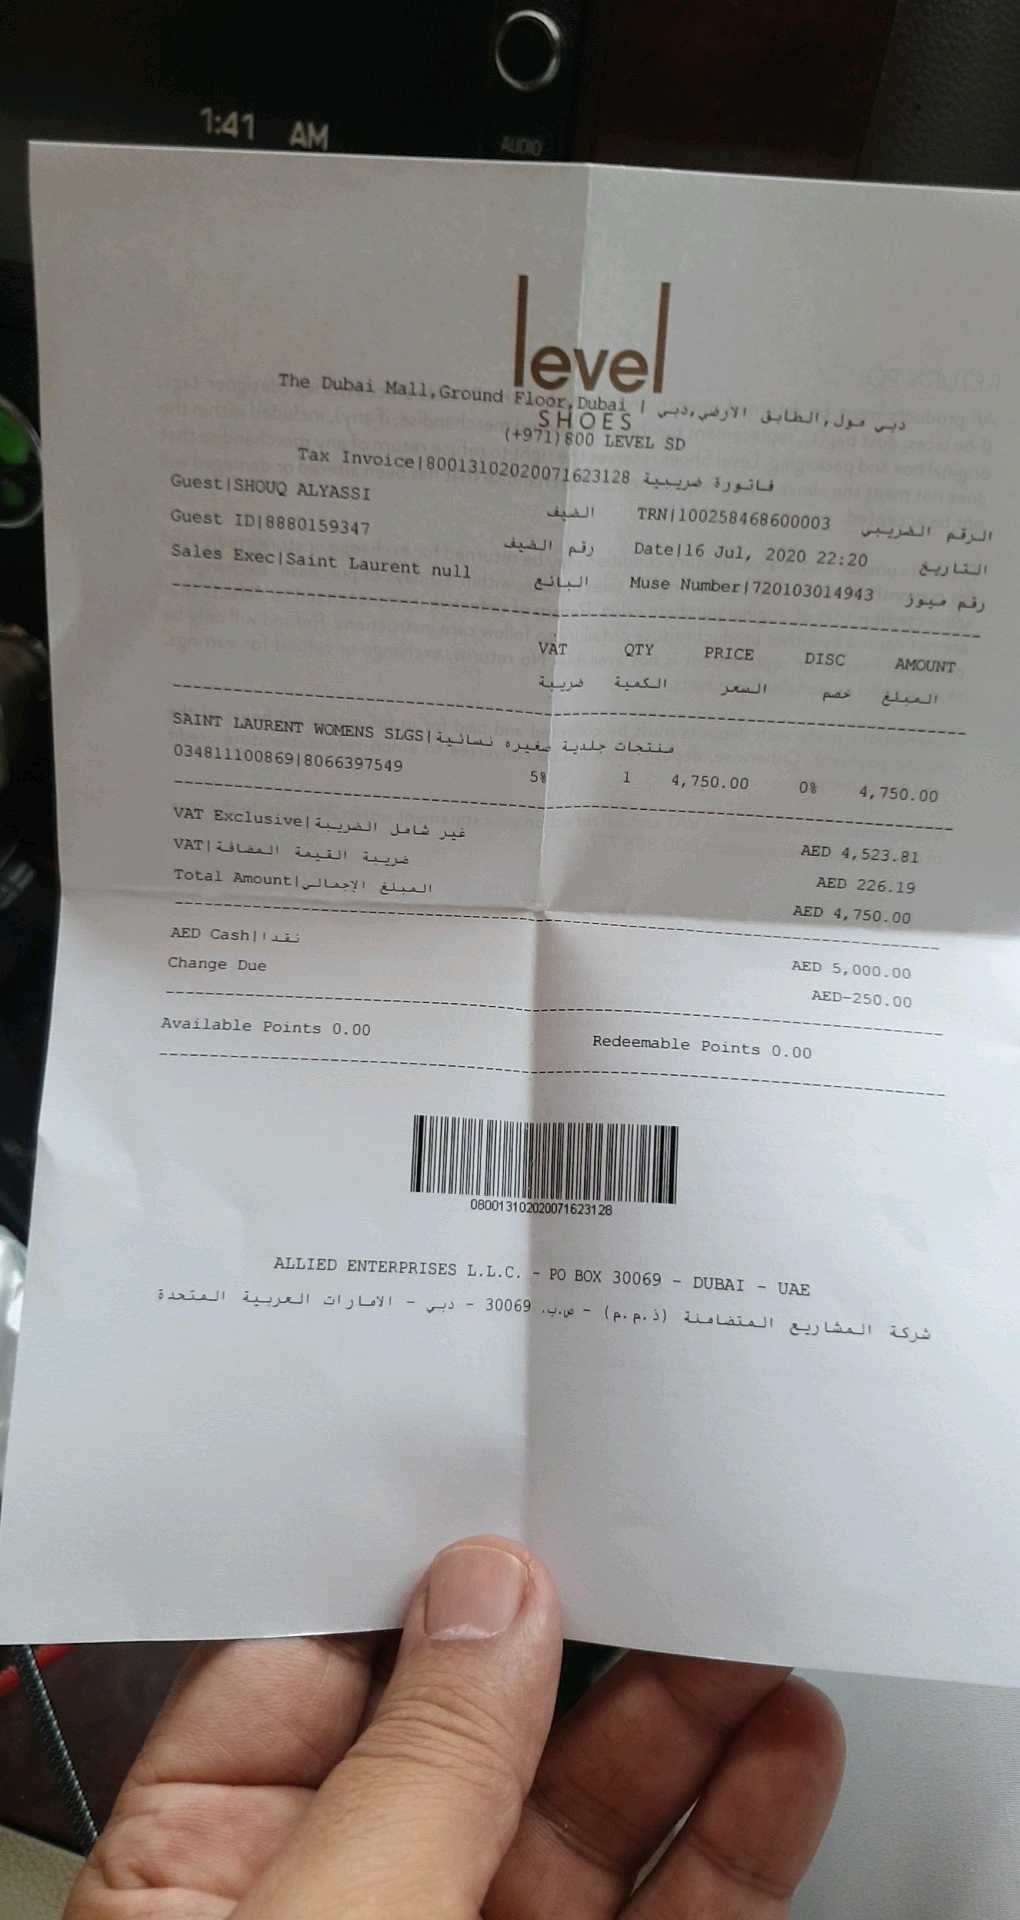 1:41 AM
AUDIO
level
The Dubai Mall,Ground Floor,Dubai | دبي مول,الطابق الارضي,دبي
SHOES
(+971)800 LEVEL SD
Tax Invoice|80013102020071623128 فاتورة ضريبية
Guest|SHOUQ ALYASSI الضيف TRN|100258468600003 الرقم الضريبي
Guest ID|8880159347 رقم الضيف Date|16 Jul, 2020 22:20 التاريخ
Sales Exec|Saint Laurent null البائع Muse Number|720103014943 رقم ميوز
VAT QTY PRICE DISC AMOUNT
ضريبة الكمية السعر خصم المبلغ
SAINT LAURENT WOMENS SLGS|منتجات جلدية صغيره نسائية
034811100869|8066397549 5% 1 4,750.00 0% 4,750.00
VAT Exclusive|غير شامل الضريبة AED 4,523.81
VAT|ضريبة القيمة المضافة AED 226.19
Total Amount|المبلغ الإجمالي AED 4,750.00
AED Cash|نقدا AED 5,000.00
Change Due AED-250.00
Available Points 0.00 Redeemable Points 0.00
080013102020071623128
ALLIED ENTERPRISES L.L.C. - PO BOX 30069 - DUBAI - UAE
شركة المشاريع المتضامنة (ذ.م.م) - ص.ب. 30069 - دبي - الامارات العربية المتحدة